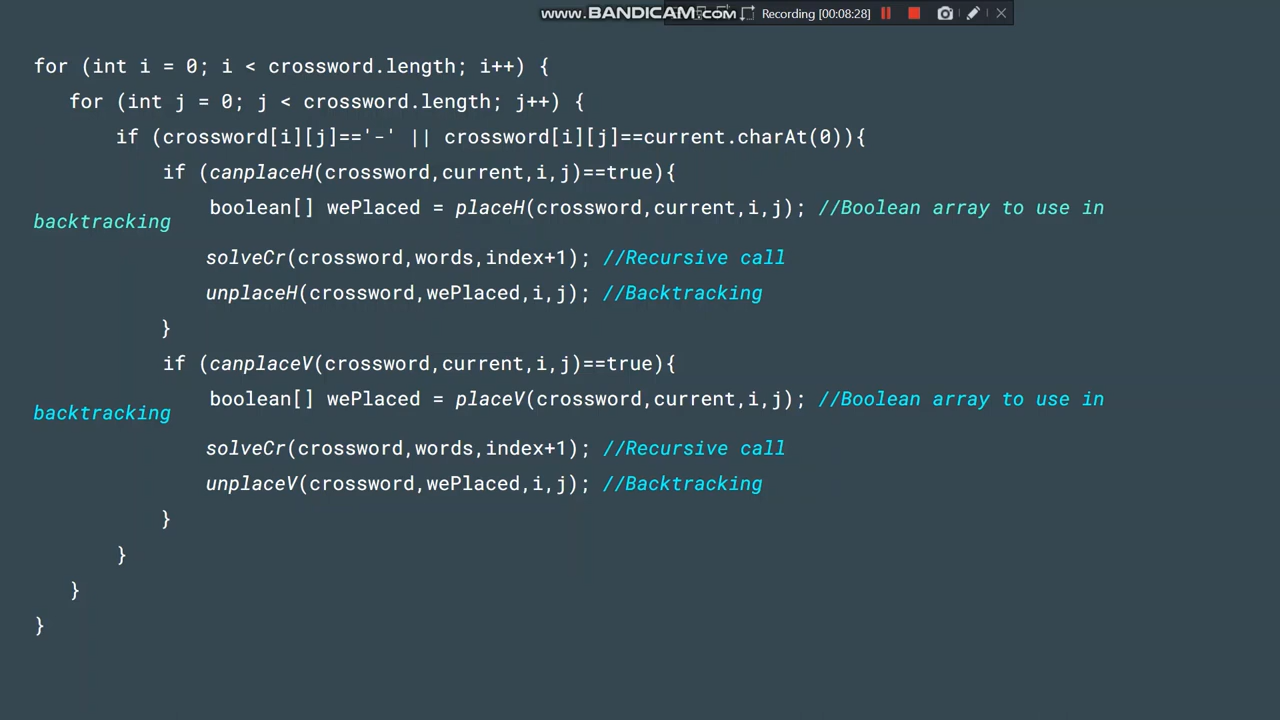 www.BANDICAM.com Recording [00:08:28]
for (int i = 0; i < crossword.length; i++) {
for (int j = 0; j < crossword.length; j++) {
if (crossword[i][j]=='-' || crossword[i][j]==current.charAt(0)){
if (canplaceH(crossword,current,i,j)==true){
boolean[] wePlaced = placeH(crossword,current,i,j); //Boolean array to use in
backtracking
solveCr(crossword,words,index+1); //Recursive call
unplaceH(crossword,wePlaced,i,j); //Backtracking
}
if (canplaceV(crossword,current,i,j)==true){
boolean[] wePlaced = placeV(crossword,current,i,j); //Boolean array to use in
backtracking
solveCr(crossword,words,index+1); //Recursive call
unplaceV(crossword,wePlaced,i,j); //Backtracking
}
}
}
}